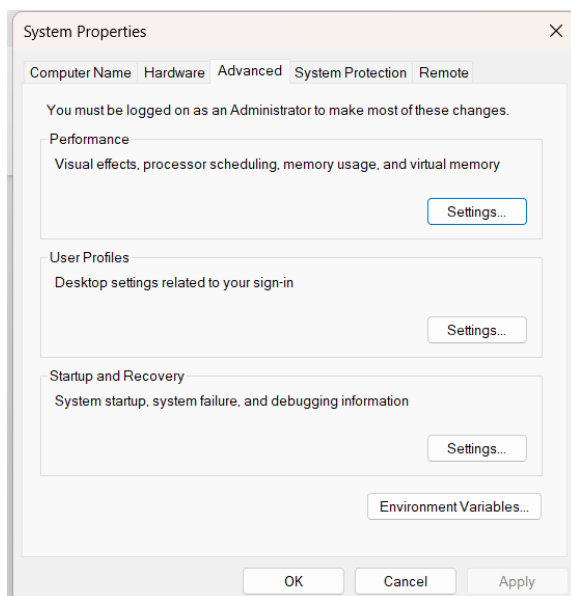 System Properties
Computer Name Hardware Advanced System Protection Remote
You must be logged on as an Administrator to make most of these changes.
Performance
Visual effects, processor scheduling, memory usage, and virtual memory
Settings...
User Profiles
Desktop settings related to your sign-in
Settings...
Startup and Recovery
System startup, system failure, and debugging information
Settings...
Environment Variables...
OK Cancel Apply